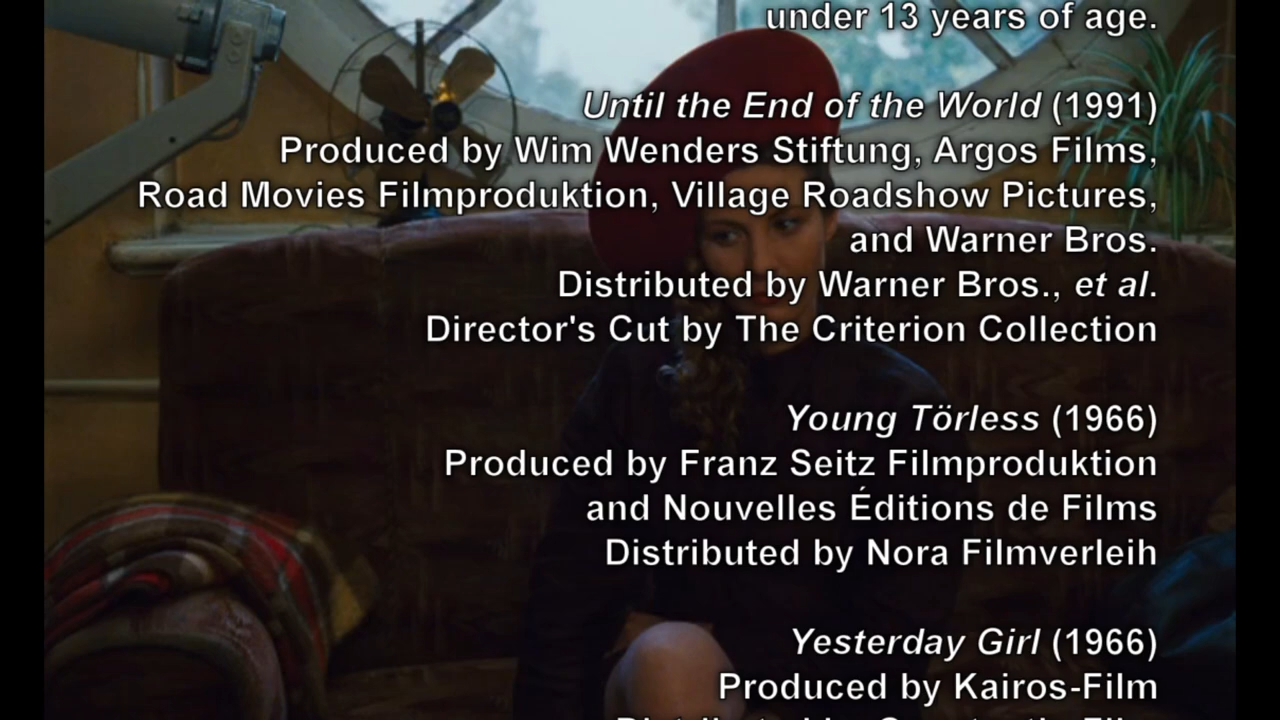 under 13 years of age.
Until the End of the World (1991)
Produced by Wim Wenders Stiftung, Argos Films,
Road Movies Filmproduktion, Village Roadshow Pictures,
and Warner Bros.
Distributed by Warner Bros., et al.
Director's Cut by The Criterion Collection
Young Törless (1966)
Produced by Franz Seitz Filmproduktion
and Nouvelles Éditions de Films
Distributed by Nora Filmverleih
Yesterday Girl (1966)
Produced by Kairos-Film